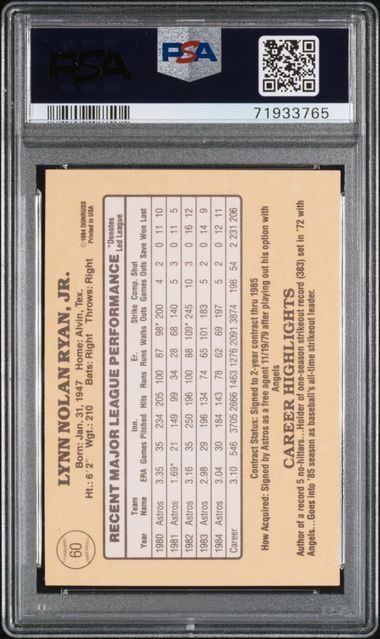 PSA
PSA
71933765
60
LYNN NOLAN RYAN, JR.
Born: Jan. 31, 1947 Home: Alvin, Tex.
Ht.: 6'2" Wgt.: 210 Bats: Right Throws: Right
© 1984 DONRUSS
Printed in USA
RECENT MAJOR LEAGUE PERFORMANCE
*Denotes
Led League
Team Inn. Er. Strike Comp. Shut
Year Name ERA Games Pitched Hits Runs Runs Walks Outs Games Outs Save Won Lost
1980 Astros 3.35 35 234 205 100 87 98* 200 4 2 0 11 10
1981 Astros 1.69* 21 149 99 34 28 68 140 5 3 0 11 5
1982 Astros 3.16 35 250 196 100 88 109* 245 10 3 0 16 12
1983 Astros 2.98 29 196 134 74 65 101 183 5 2 0 14 9
1984 Astros 3.04 30 184 143 78 62 69 197 5 2 0 12 11
Career 3.10 546 3705 2666 1463 1276 2091 3874 198 54 2 231 206
Contract Status: Signed to 2-year contract thru 1985
How Acquired: Signed by Astros as a free agent 11/19/79 after playing out his option with
Angels
CAREER HIGHLIGHTS
Author of a record 5 no-hitters...Holder of one-season strikeout record (383) set in '72 with
Angels...Goes into '85 season as baseball's all-time strikeout leader.